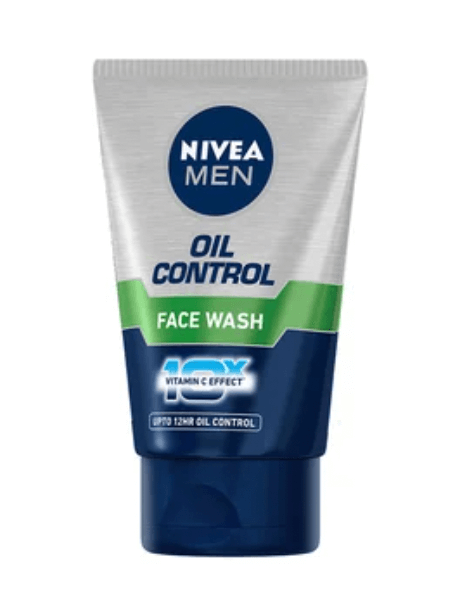 NIVEA
MEN
OIL
CONTROL
FACE WASH
10X
VITAMIN C EFFECT*
UPTO 12HR OIL CONTROL